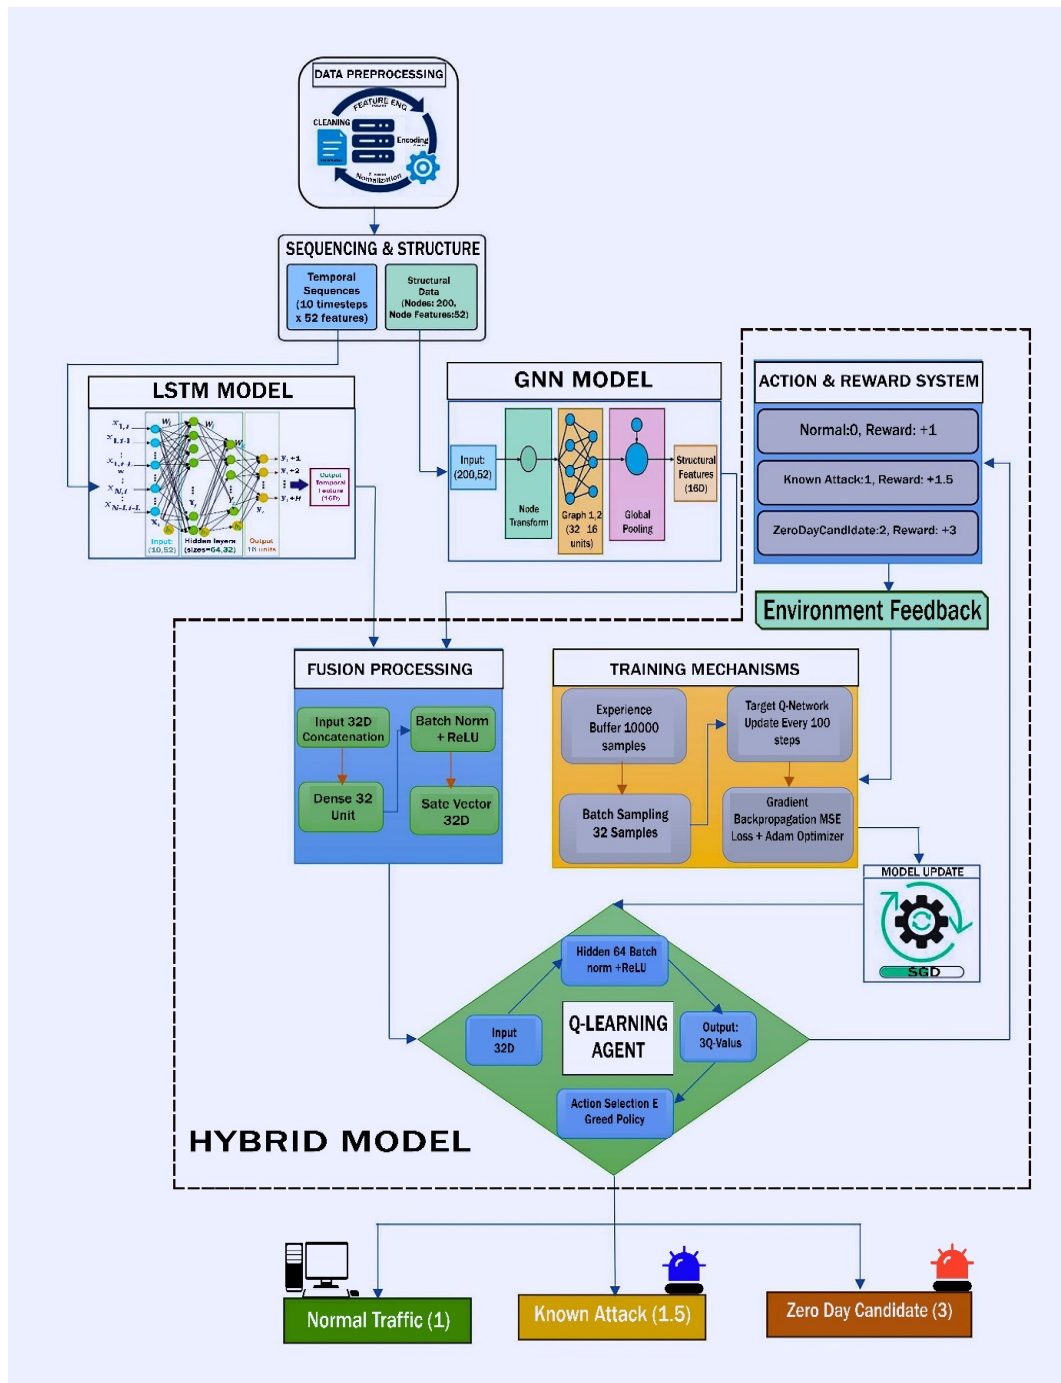 DATA PREPROCESSING
FEATURE ENG
CLEANING
Encoding
Normalization
SEQUENCING & STRUCTURE
Temporal
Sequences
(10 timesteps
x 52 features)
Structural
Data
(Nodes: 200,
Node Features:52)
LSTM MODEL
Input:
(10,52)
Hidden layers
(sizes=64,32)
Output
16 units
Output
Temporal
Feature
(16D)
GNN MODEL
Input:
(200,52)
Node
Transform
Graph 1,2
(32 16
units)
Global
Pooling
Structural
Features
(16D)
ACTION & REWARD SYSTEM
Normal:0, Reward: +1
Known Attack:1, Reward: +1.5
ZeroDayCandidate:2, Reward: +3
Environment Feedback
FUSION PROCESSING
Input 32D
Concatenation
Dense 32
Unit
Batch Norm
+ ReLU
Sate Vector
32D
TRAINING MECHANISMS
Experience
Buffer 10000
samples
Batch Sampling
32 Samples
Target Q-Network
Update Every 100
steps
Gradient
Backpropagation MSE
Loss + Adam Optimizer
MODEL UPDATE
SGD
Hidden 64 Batch
norm +ReLU
Input
32D
Q-LEARNING
AGENT
Output:
3Q-Valus
Action Selection E
Greed Policy
HYBRID MODEL
Normal Traffic (1)
Known Attack (1.5)
Zero Day Candidate (3)